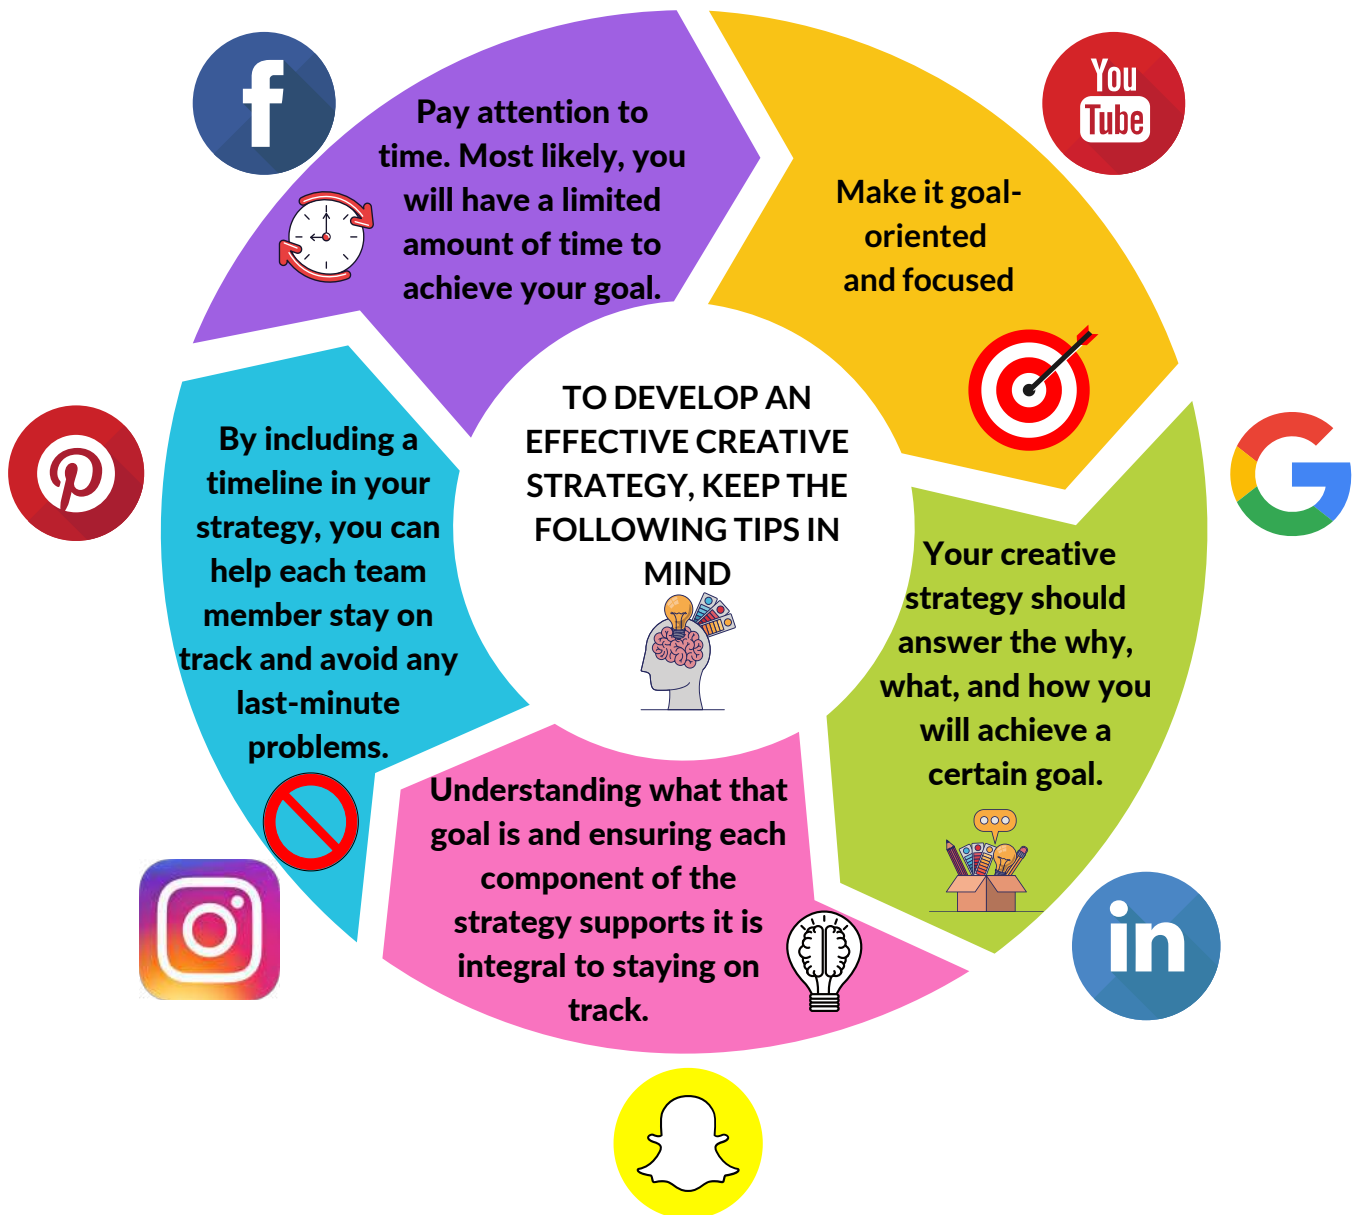 TO DEVELOP AN
EFFECTIVE CREATIVE
STRATEGY, KEEP THE
FOLLOWING TIPS IN
MIND
Make it goal-
oriented
and focused
Your creative
strategy should
answer the why,
what, and how you
will achieve a
certain goal.
Understanding what that
goal is and ensuring each
component of the
strategy supports it is
integral to staying on
track.
By including a
timeline in your
strategy, you can
help each team
member stay on
track and avoid any
last-minute
problems.
Pay attention to
time. Most likely, you
will have a limited
amount of time to
achieve your goal.
f
You
Tube
G
in